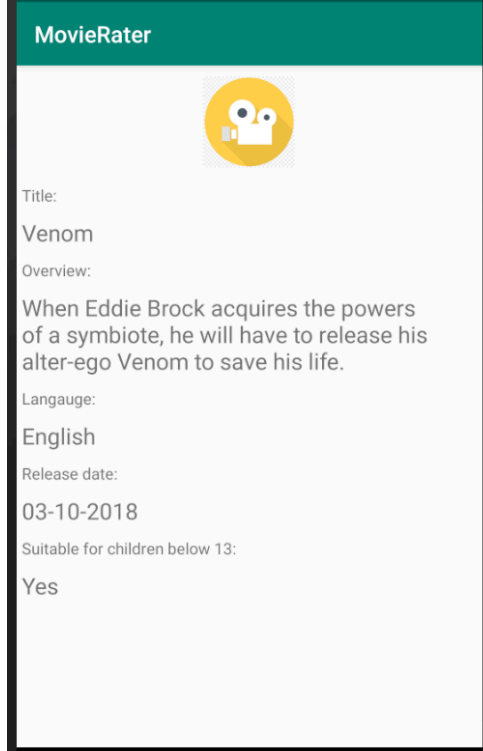 MovieRater
Title:
Venom
Overview:
When Eddie Brock acquires the powers
of a symbiote, he will have to release his
alter-ego Venom to save his life.
Langauge:
English
Release date:
03-10-2018
Suitable for children below 13:
Yes